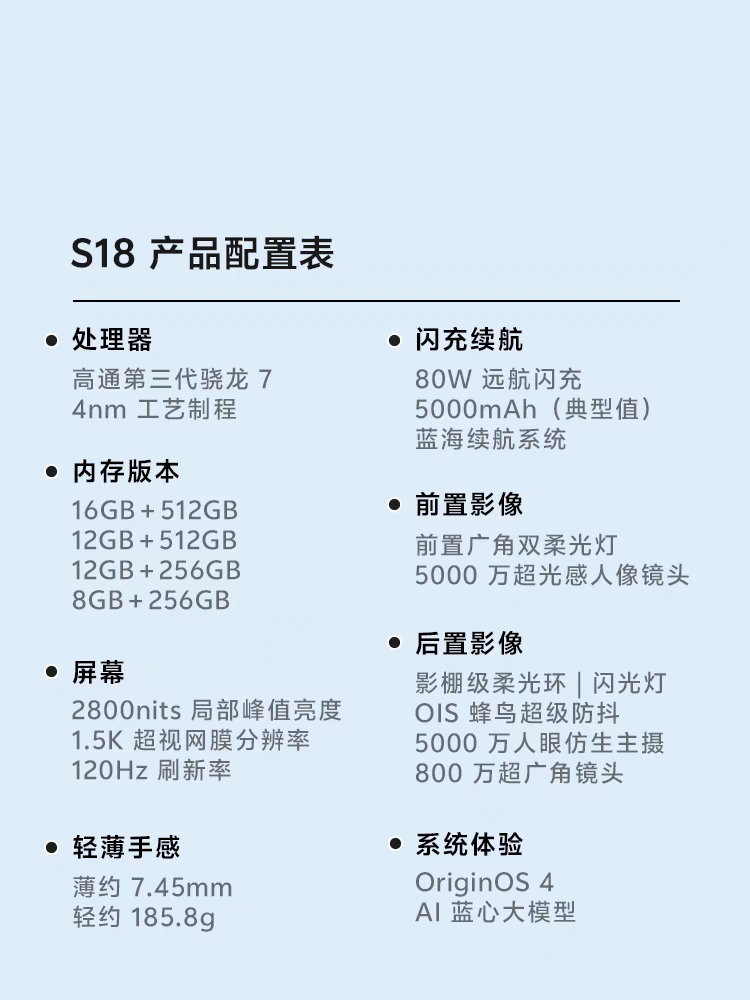 S18 产品配置表
处理器
高通第三代骁龙 7
4nm 工艺制程
内存版本
16GB+512GB
12GB+512GB
12GB+256GB
8GB+256GB
屏幕
2800nits 局部峰值亮度
1.5K 超视网膜分辨率
120Hz 刷新率
轻薄手感
薄约 7.45mm
轻约 185.8g
闪充续航
80W 远航闪充
5000mAh（典型值）
蓝海续航系统
前置影像
前置广角双柔光灯
5000 万超光感人像镜头
后置影像
影棚级柔光环 | 闪光灯
OIS 蜂鸟超级防抖
5000 万人眼仿生主摄
800 万超广角镜头
系统体验
OriginOS 4
AI 蓝心大模型